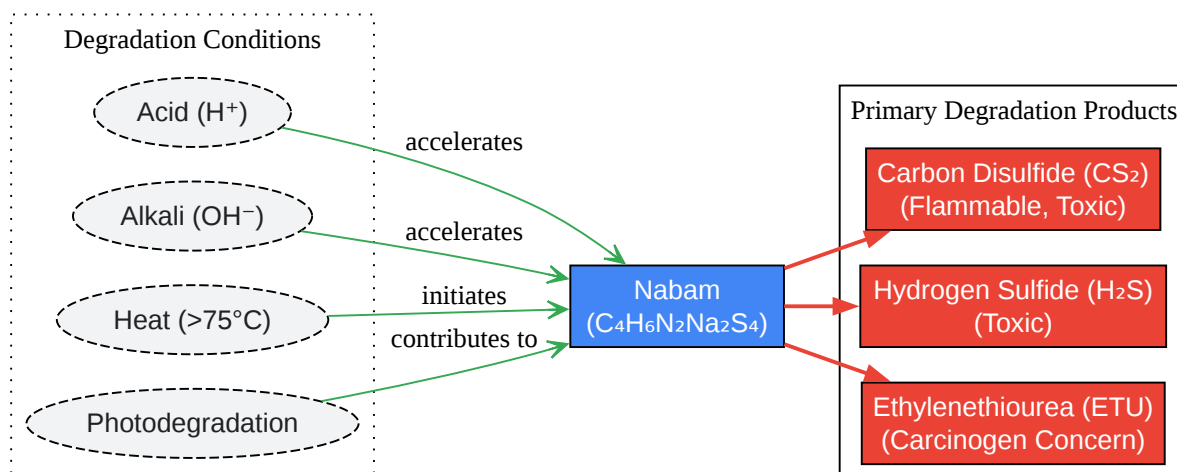 Degradation Conditions
Acid (H⁺)
accelerates
Alkali (OH⁻)
accelerates
Heat (>75°C)
initiates
Photodegradation
contributes to
Nabam
(C₄H₆N₂Na₂S₄)
Primary Degradation Products
Carbon Disulfide (CS₂)
(Flammable, Toxic)
Hydrogen Sulfide (H₂S)
(Toxic)
Ethylenethiourea (ETU)
(Carcinogen Concern)